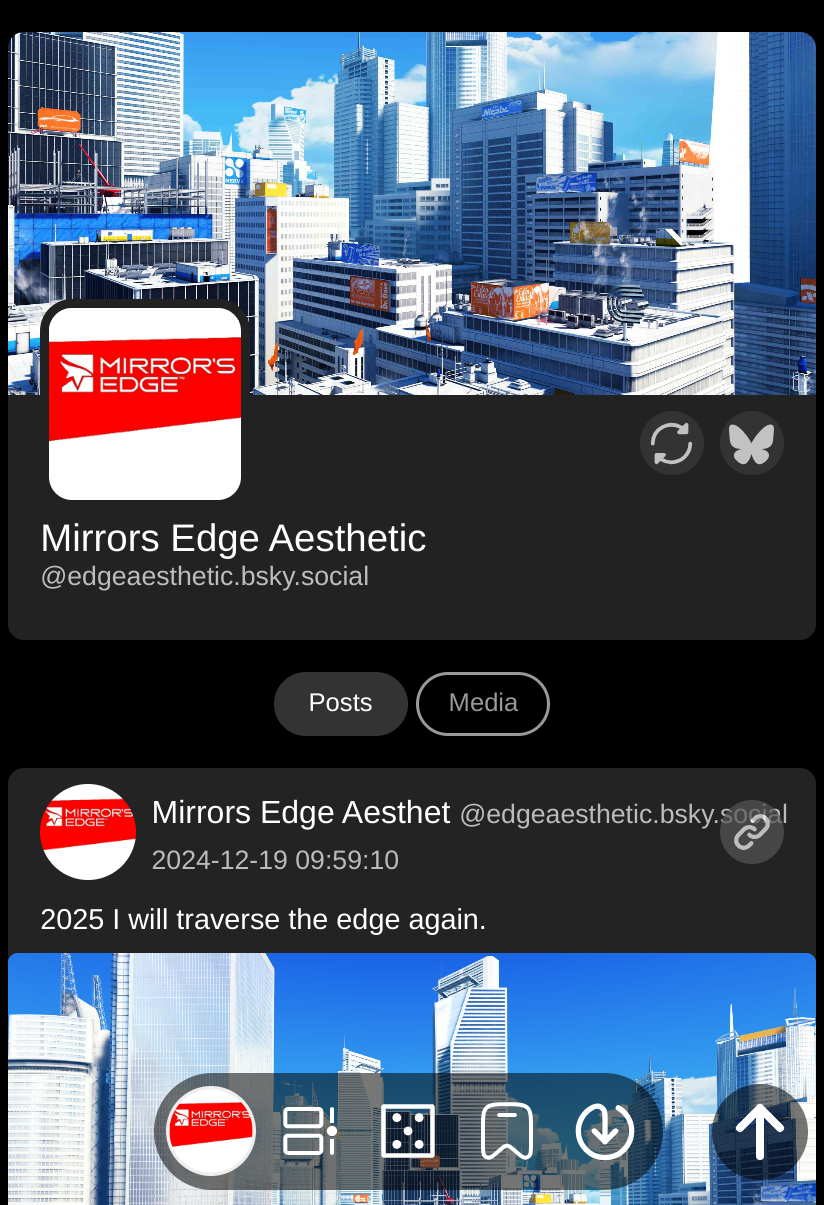 MIRROR'S
EDGE™
Mirrors Edge Aesthetic
@edgeaesthetic.bsky.social
Posts
Media
MIRROR'S
EDGE
Mirrors Edge Aesthet @edgeaesthetic.bsky.social
2024-12-19 09:59:10
2025 I will traverse the edge again.
MIRROR'S
EDGE